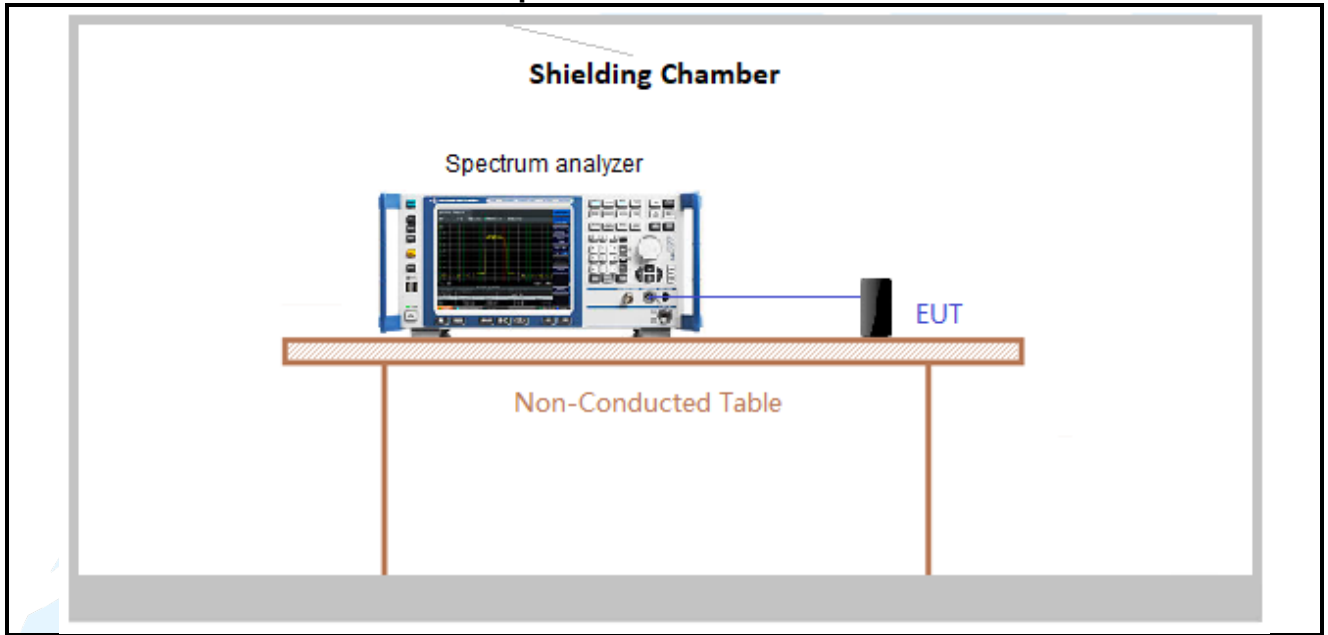 Shielding Chamber
Spectrum analyzer
EUT
Non-Conducted Table